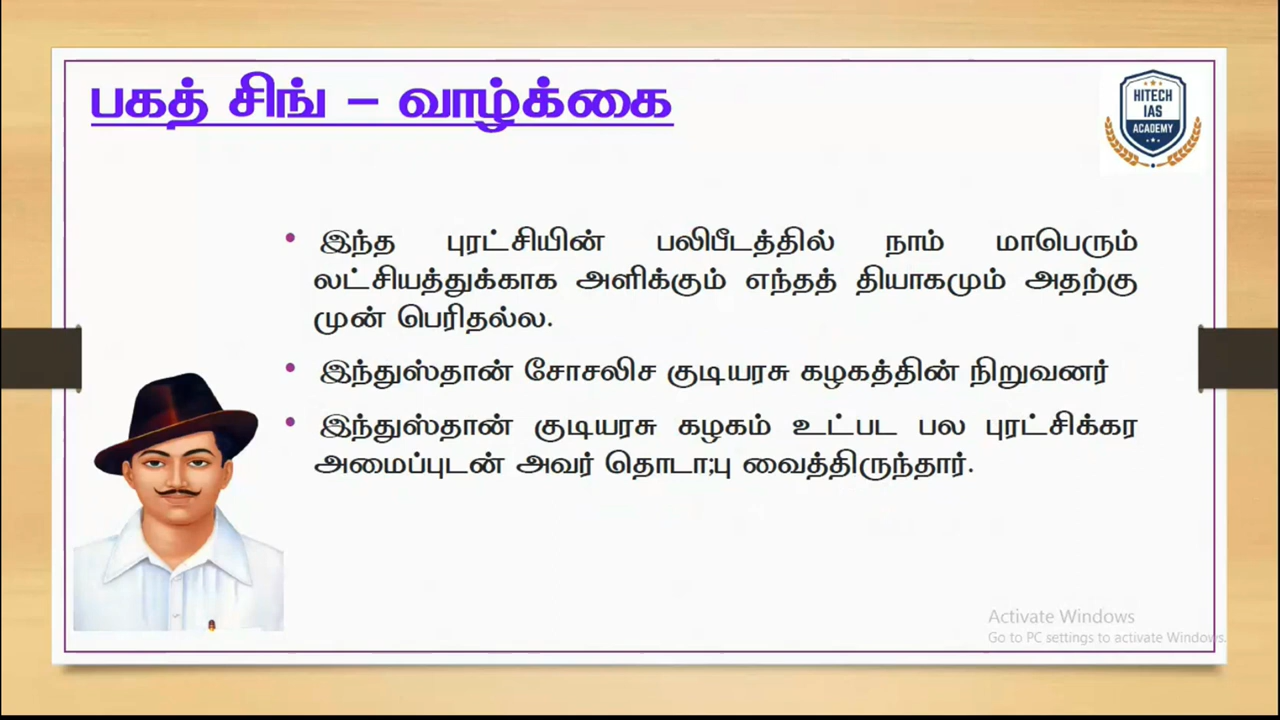 பகத் சிங் – வாழ்க்கை
HITECH
IAS
ACADEMY
• இந்த புரட்சியின் பலிபீடத்தில் நாம் மாபெரும்
லட்சியத்துக்காக அளிக்கும் எந்தத் தியாகமும் அதற்கு
முன் பெரிதல்ல.
• இந்துஸ்தான் சோசலிச குடியரசு கழகத்தின் நிறுவனர்
• இந்துஸ்தான் குடியரசு கழகம் உட்பட பல புரட்சிக்கர
அமைப்புடன் அவர் தொடா;பு வைத்திருந்தார்.
Activate Windows
Go to PC settings to activate Windows.